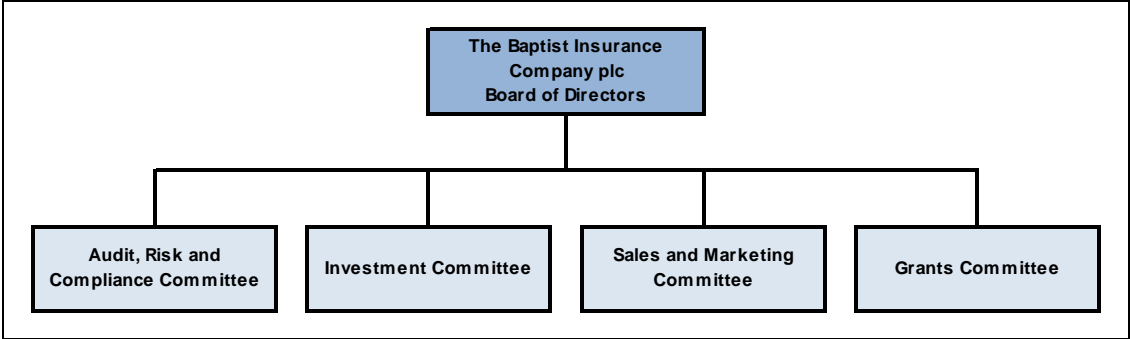 The Baptist Insurance
Company plc
Board of Directors
Audit, Risk and
Compliance Committee
Investment Committee
Sales and Marketing
Committee
Grants Committee